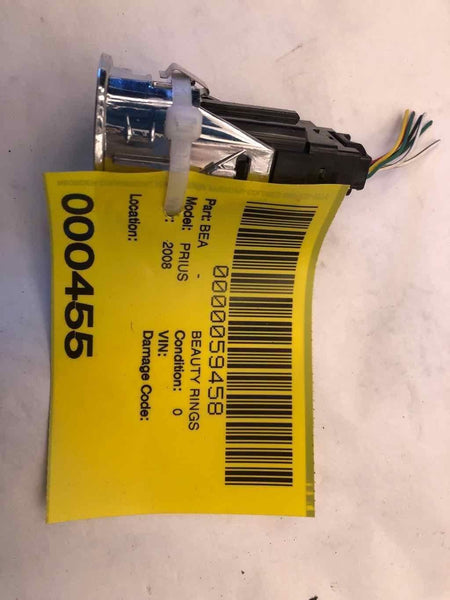 0000059458
Part: BEA - BEAUTY RINGS
Model: PRIUS Condition: 0
: 2008 VIN:
Damage Code:
Location:
000455